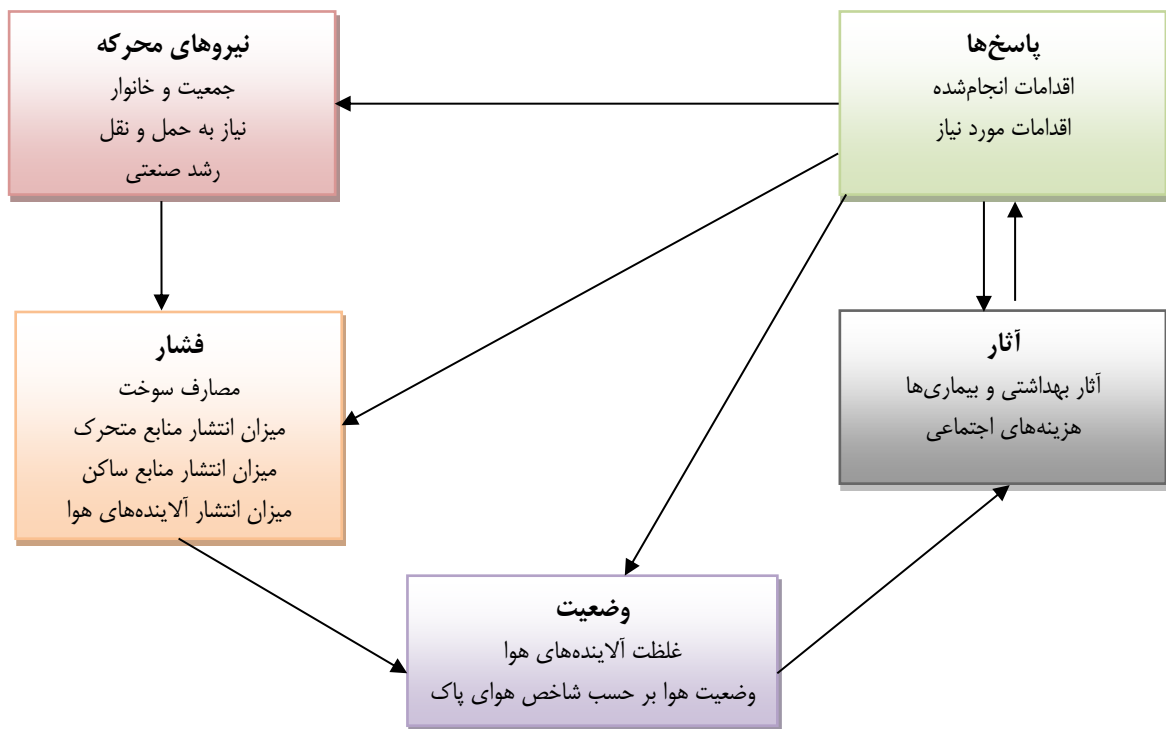 پاسخ‌ها
اقدامات انجام‌شده
اقدامات مورد نیاز
نیروهای محرکه
جمعیت و خانوار
نیاز به حمل و نقل
رشد صنعتی
آثار
آثار بهداشتی و بیماری‌ها
هزینه‌های اجتماعی
فشار
مصارف سوخت
میزان انتشار منابع متحرک
میزان انتشار منابع ساکن
میزان انتشار آلاینده‌های هوا
وضعیت
غلظت آلاینده‌های هوا
وضعیت هوا بر حسب شاخص هوای پاک